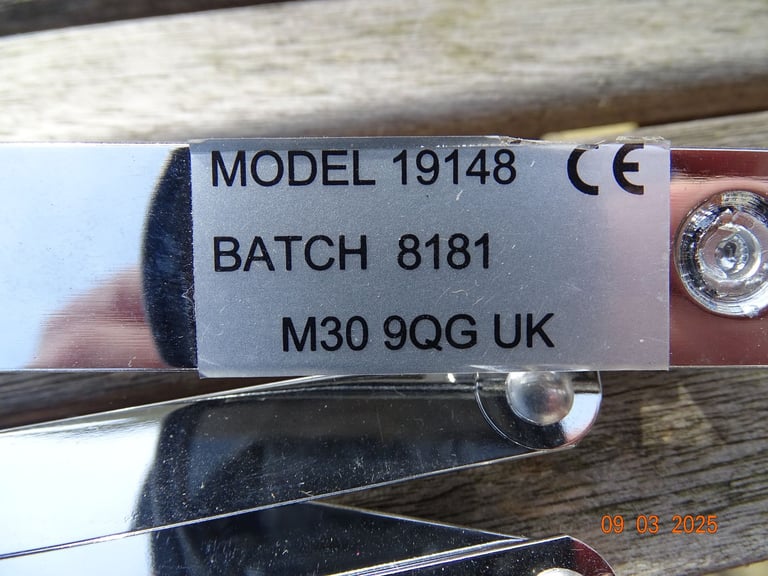 MODEL 19148 CE
BATCH 8181
M30 9QG UK
09 03 2025